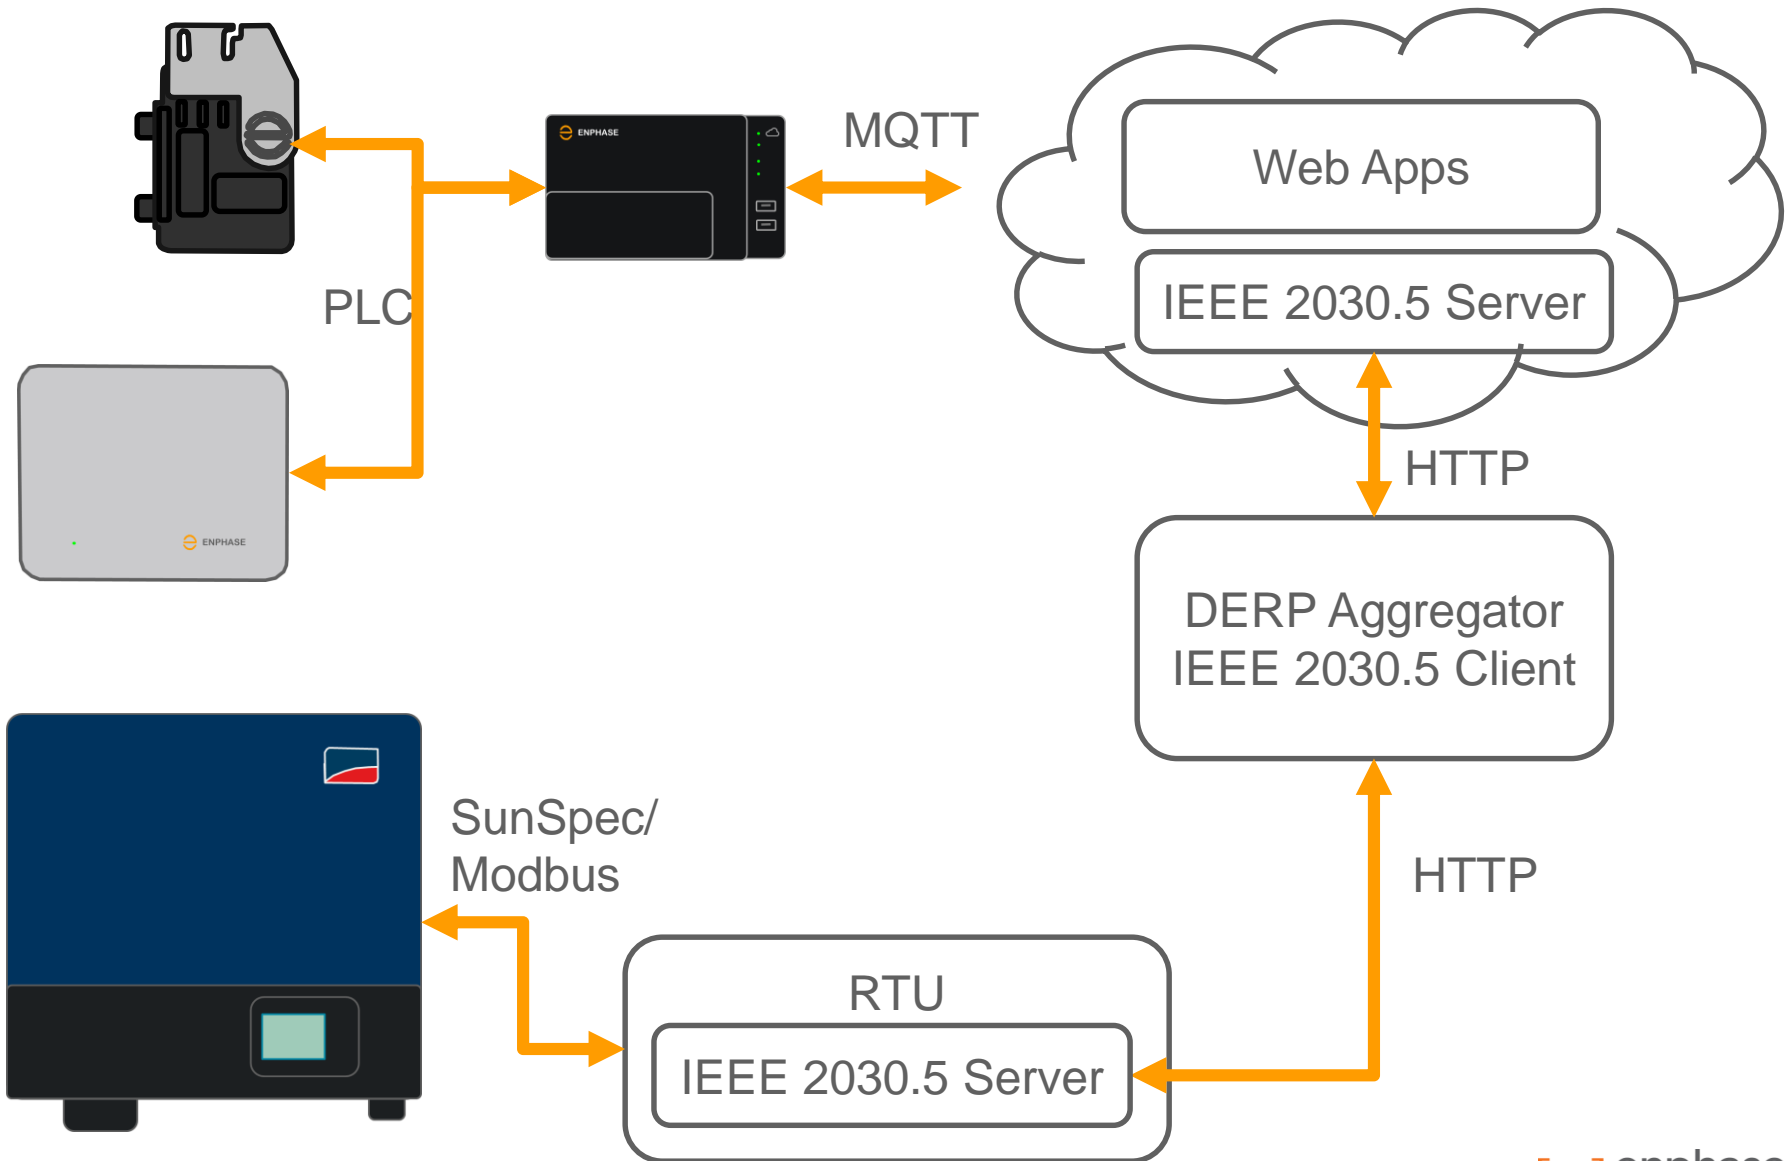 ENPHASE
MQTT
Web Apps
IEEE 2030.5 Server
PLC
HTTP
ENPHASE
DERP Aggregator
IEEE 2030.5 Client
SunSpec/
Modbus
HTTP
RTU
IEEE 2030.5 Server
enphase